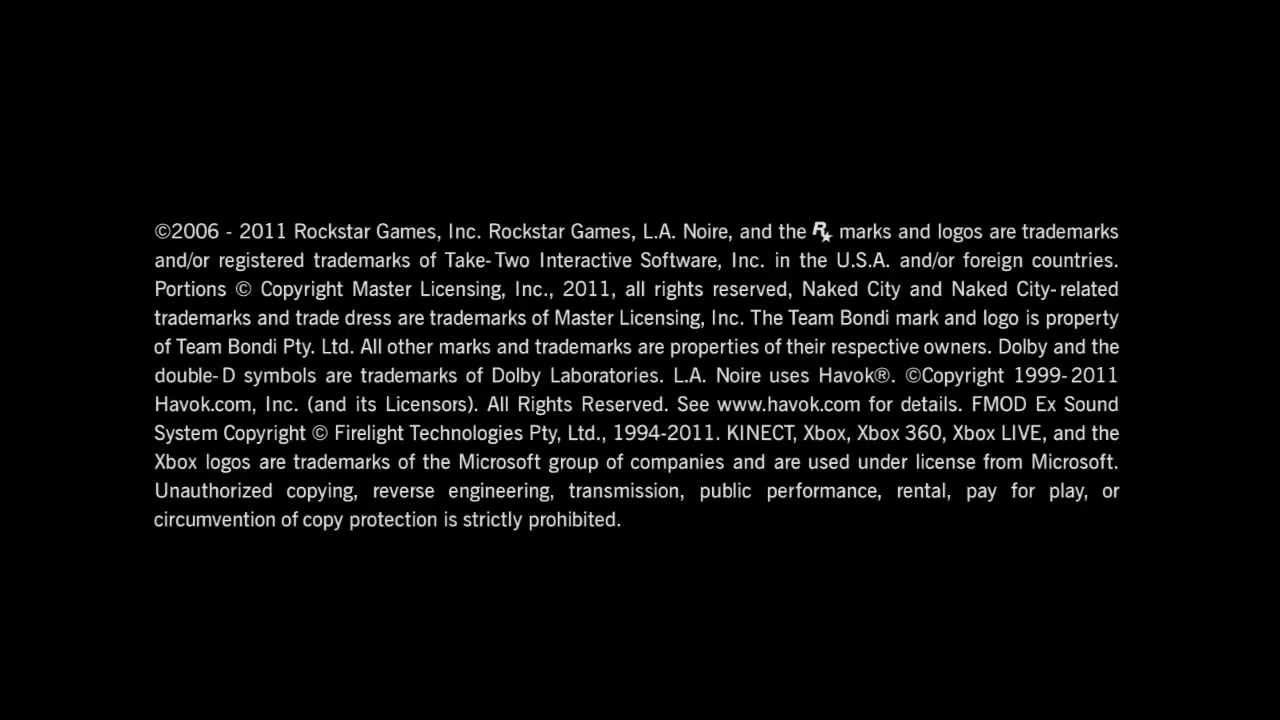 ©2006 - 2011 Rockstar Games, Inc. Rockstar Games, L.A. Noire, and the R★ marks and logos are trademarks
and/or registered trademarks of Take-Two Interactive Software, Inc. in the U.S.A. and/or foreign countries.
Portions © Copyright Master Licensing, Inc., 2011, all rights reserved, Naked City and Naked City-related
trademarks and trade dress are trademarks of Master Licensing, Inc. The Team Bondi mark and logo is property
of Team Bondi Pty. Ltd. All other marks and trademarks are properties of their respective owners. Dolby and the
double-D symbols are trademarks of Dolby Laboratories. L.A. Noire uses Havok®. ©Copyright 1999-2011
Havok.com, Inc. (and its Licensors). All Rights Reserved. See www.havok.com for details. FMOD Ex Sound
System Copyright © Firelight Technologies Pty, Ltd., 1994-2011. KINECT, Xbox, Xbox 360, Xbox LIVE, and the
Xbox logos are trademarks of the Microsoft group of companies and are used under license from Microsoft.
Unauthorized copying, reverse engineering, transmission, public performance, rental, pay for play, or
circumvention of copy protection is strictly prohibited.